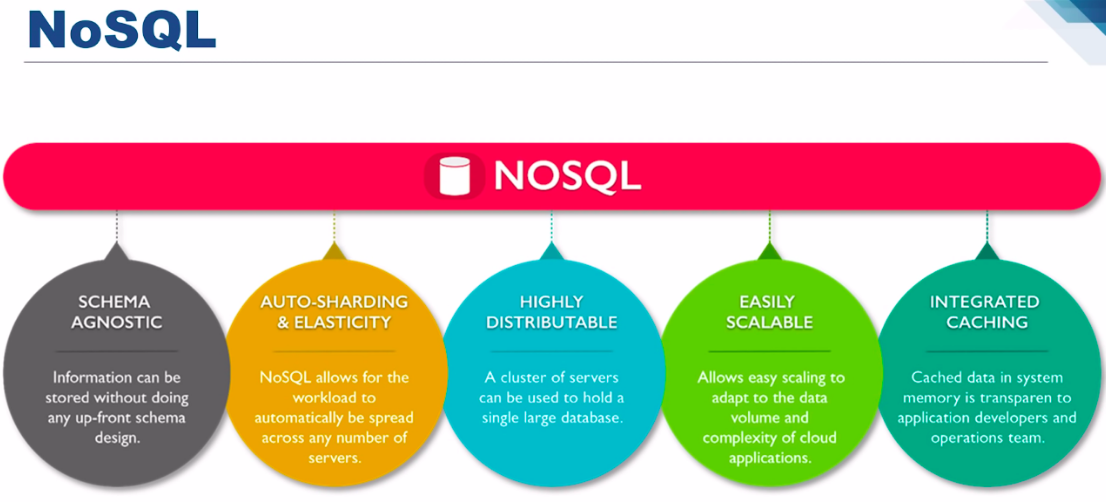 NoSQL
NOSQL
SCHEMA
AGNOSTIC
Information can be
stored without doing
any up-front schema
design.
AUTO-SHARDING
& ELASTICITY
NoSQL allows for the
workload to
automatically be spread
across any number of
servers.
HIGHLY
DISTRIBUTABLE
A cluster of servers
can be used to hold a
single large database.
EASILY
SCALABLE
Allows easy scaling to
adapt to the data
volume and
complexity of cloud
applications.
INTEGRATED
CACHING
Cached data in system
memory is transparen to
application developers and
operations team.